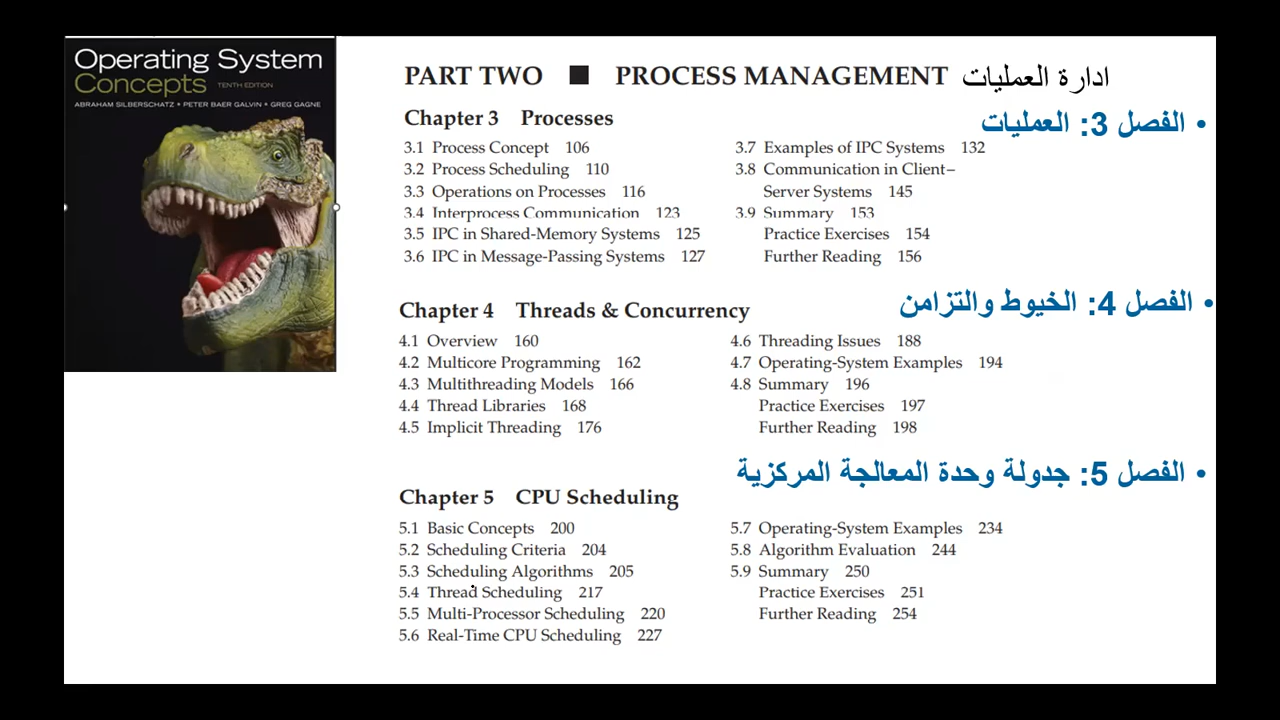 Operating System
Concepts TENTH EDITION
ABRAHAM SILBERSCHATZ • PETER BAER GALVIN • GREG GAGNE
PART TWO ■ PROCESS MANAGEMENT ادارة العمليات
Chapter 3 Processes
• الفصل 3: العمليات
3.1 Process Concept 106
3.2 Process Scheduling 110
3.3 Operations on Processes 116
3.4 Interprocess Communication 123
3.5 IPC in Shared-Memory Systems 125
3.6 IPC in Message-Passing Systems 127
3.7 Examples of IPC Systems 132
3.8 Communication in Client–
Server Systems 145
3.9 Summary 153
Practice Exercises 154
Further Reading 156
• الفصل 4: الخيوط والتزامن
Chapter 4 Threads & Concurrency
4.1 Overview 160
4.2 Multicore Programming 162
4.3 Multithreading Models 166
4.4 Thread Libraries 168
4.5 Implicit Threading 176
4.6 Threading Issues 188
4.7 Operating-System Examples 194
4.8 Summary 196
Practice Exercises 197
Further Reading 198
• الفصل 5: جدولة وحدة المعالجة المركزية
Chapter 5 CPU Scheduling
5.1 Basic Concepts 200
5.2 Scheduling Criteria 204
5.3 Scheduling Algorithms 205
5.4 Thread Scheduling 217
5.5 Multi-Processor Scheduling 220
5.6 Real-Time CPU Scheduling 227
5.7 Operating-System Examples 234
5.8 Algorithm Evaluation 244
5.9 Summary 250
Practice Exercises 251
Further Reading 254